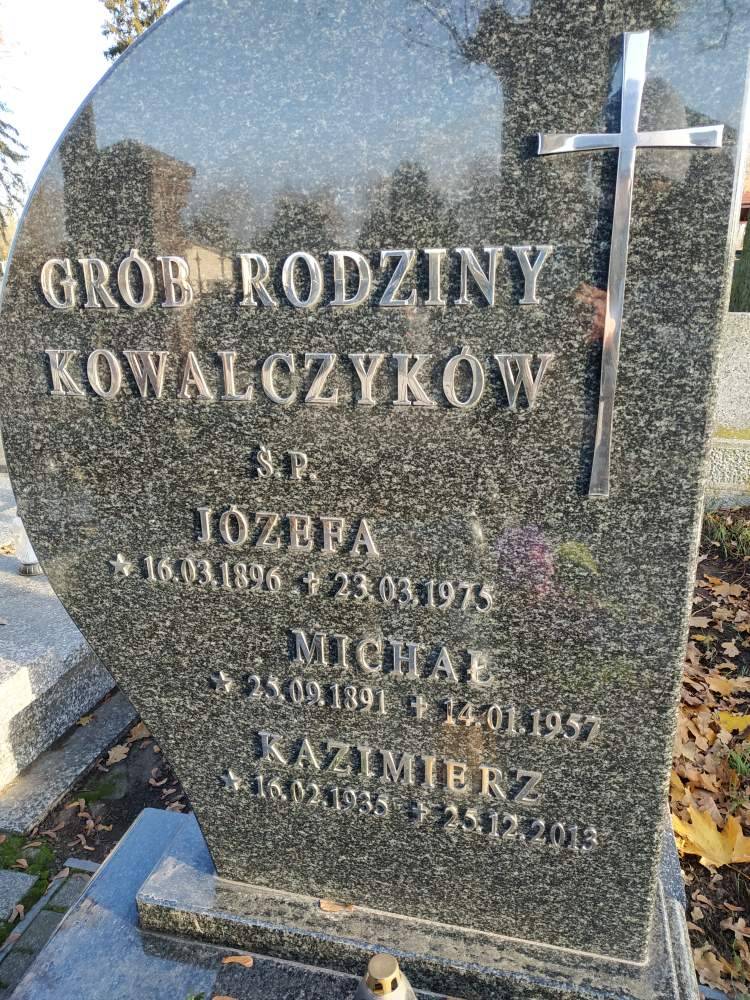 GRÓB RODZINY
KOWALCZYKÓW
Ś.P.
JÓZEFA
★ 16.03.1896 ✝ 23.03.1975
MICHAŁ
★ 25.09.1891 ✝ 14.01.1957
KAZIMIERZ
★ 16.02.1935 ✝ 25.12.2013